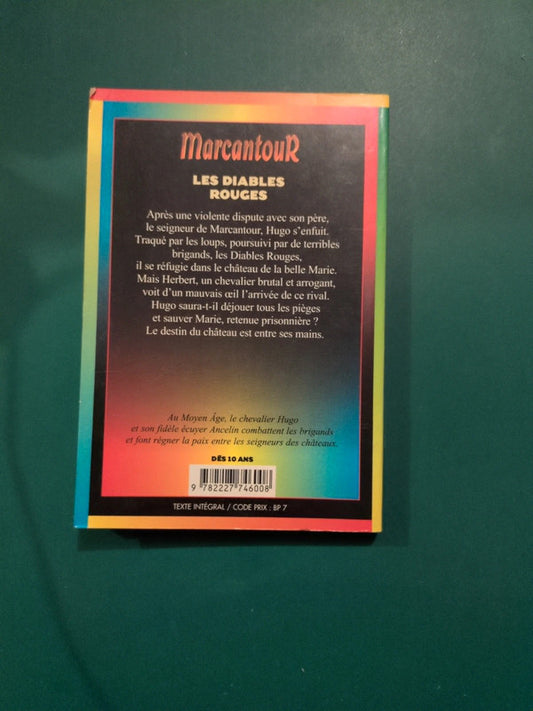 MarcantouR
LES DIABLES
ROUGES
Après une violente dispute avec son père,
le seigneur de Marcantour, Hugo s'enfuit.
Traqué par les loups, poursuivi par de terribles
brigands, les Diables Rouges,
il se réfugie dans le château de la belle Marie.
Mais Herbert, un chevalier brutal et arrogant,
voit d'un mauvais œil l'arrivée de ce rival.
Hugo saura-t-il déjouer tous les pièges
et sauver Marie, retenue prisonnière ?
Le destin du château est entre ses mains.
Au Moyen Âge, le chevalier Hugo
et son fidèle écuyer Ancelin combattent les brigands
et font régner la paix entre les seigneurs des châteaux.
DÈS 10 ANS
9 782227 746008
TEXTE INTÉGRAL / CODE PRIX : BP 7